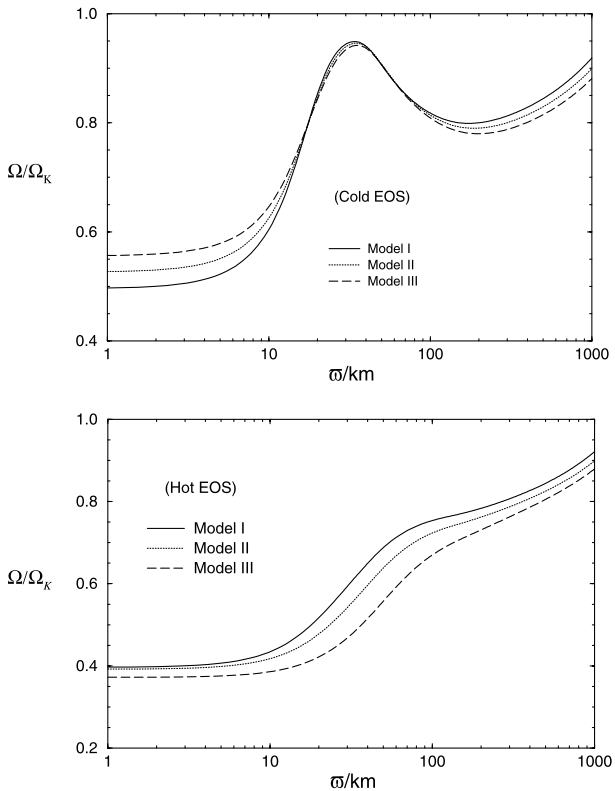 1.0
0.8
Ω/Ω_K
0.6
0.4
(Cold EOS)
Model I
Model II
Model III
1 10 100 1000
ϖ/km
1.0
0.8
Ω/Ω_K
0.6
0.4
0.2
(Hot EOS)
Model I
Model II
Model III
1 10 100 1000
ϖ/km